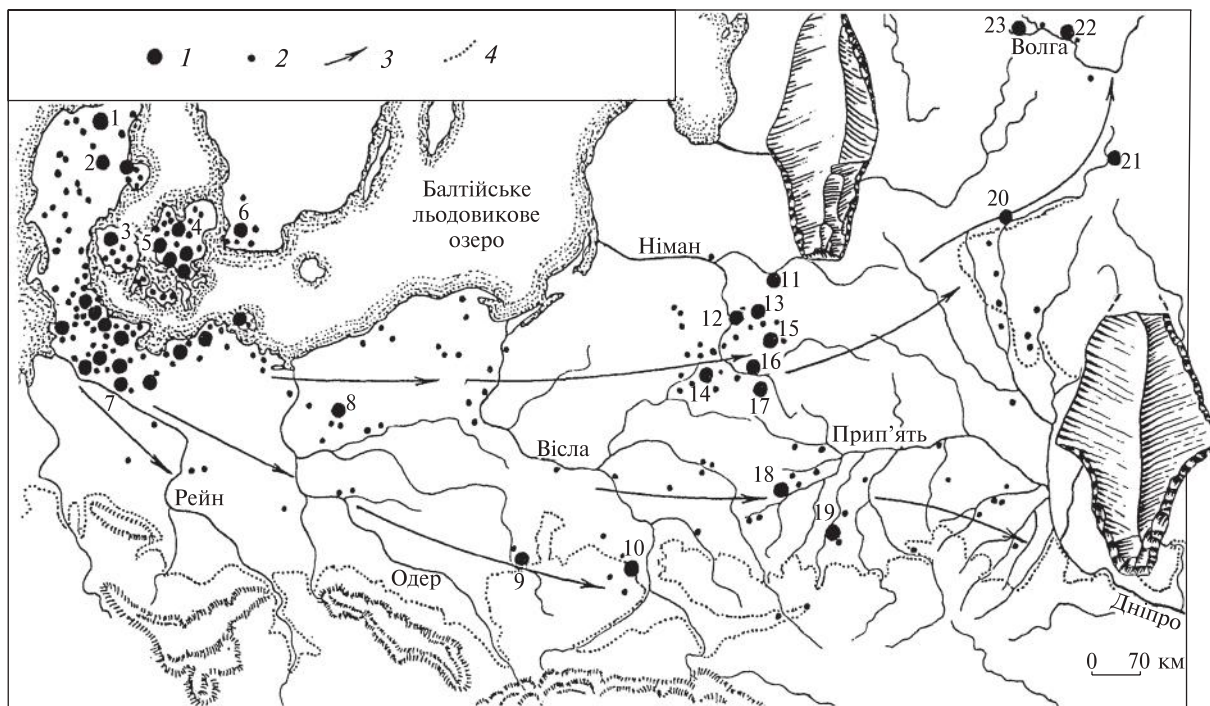 1 2 3 4
23 22
Волга
1
2
21
6
Балтійське
льодовикове
озеро
3 5 4
20
Німан
11
12 13
15
16
14 17
7
8
Вісла
Прип’ять
18
Рейн
19
10
9
Одер
Дніпро
0 70 км